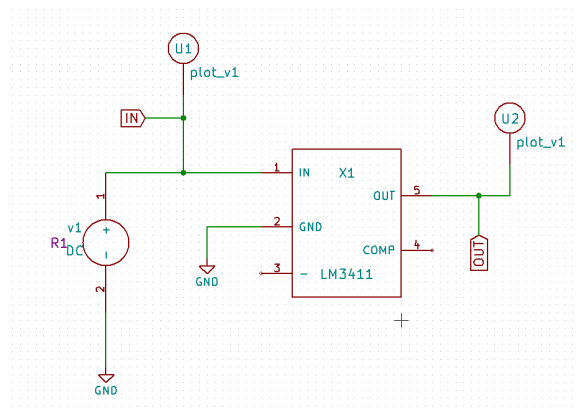 U1
plot_v1
IN
U2
plot_v1
1
IN
X1
OUT
5
1
v1
+
R1
DC
2
GND
COMP
4
OUT
3
−
LM3411
GND
2
GND